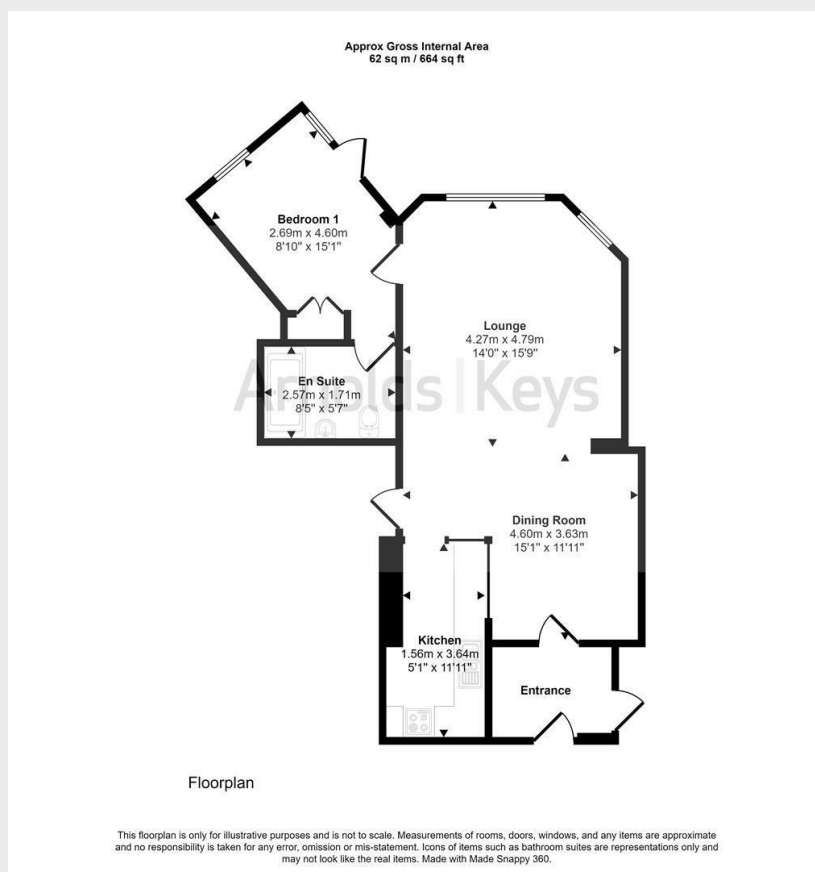 Approx Gross Internal Area
62 sq m / 664 sq ft
Bedroom 1
2.69m x 4.60m
8'10" x 15'1"
Lounge
4.27m x 4.79m
14'0" x 15'9"
En Suite
2.57m x 1.71m
8'5" x 5'7"
Arnolds | Keys
Dining Room
4.60m x 3.63m
15'1" x 11'11"
Kitchen
1.56m x 3.64m
5'1" x 11'11"
Entrance
Floorplan
This floorplan is only for illustrative purposes and is not to scale. Measurements of rooms, doors, windows, and any items are approximate
and no responsibility is taken for any error, omission or mis-statement. Icons of items such as bathroom suites are representations only and
may not look like the real items. Made with Made Snappy 360.